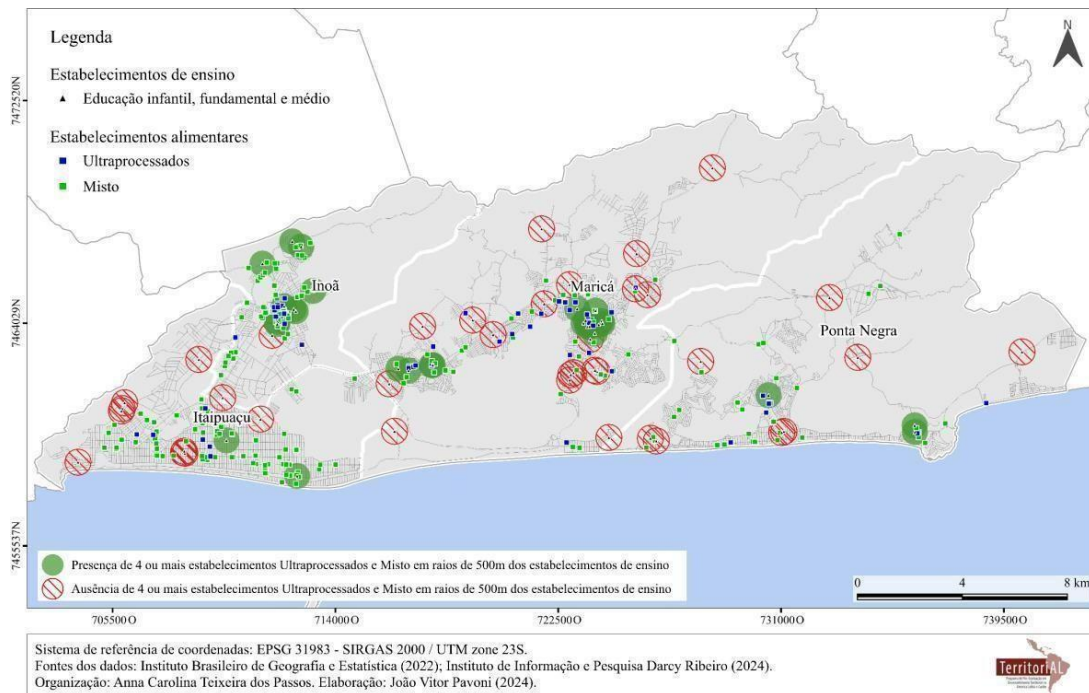 N
Legenda
Estabelecimentos de ensino
Educação infantil, fundamental e médio
Estabelecimentos alimentares
Ultraprocessados
Misto
7472520N
7464029N
7455537N
Inoã
Maricá
Ponta Negra
Itaipuaçu
Presença de 4 ou mais estabelecimentos Ultraprocessados e Misto em raios de 500m dos estabelecimentos de ensino
Ausência de 4 ou mais estabelecimentos Ultraprocessados e Misto em raios de 500m dos estabelecimentos de ensino
0 4 8 km
705500O 714000O 722500O 731000O 739500O
Sistema de referência de coordenadas: EPSG 31983 - SIRGAS 2000 / UTM zone 23S.
Fontes dos dados: Instituto Brasileiro de Geografia e Estatística (2022); Instituto de Informação e Pesquisa Darcy Ribeiro (2024).
Organização: Anna Carolina Teixeira dos Passos. Elaboração: João Vitor Pavoni (2024).
TerritoriAL